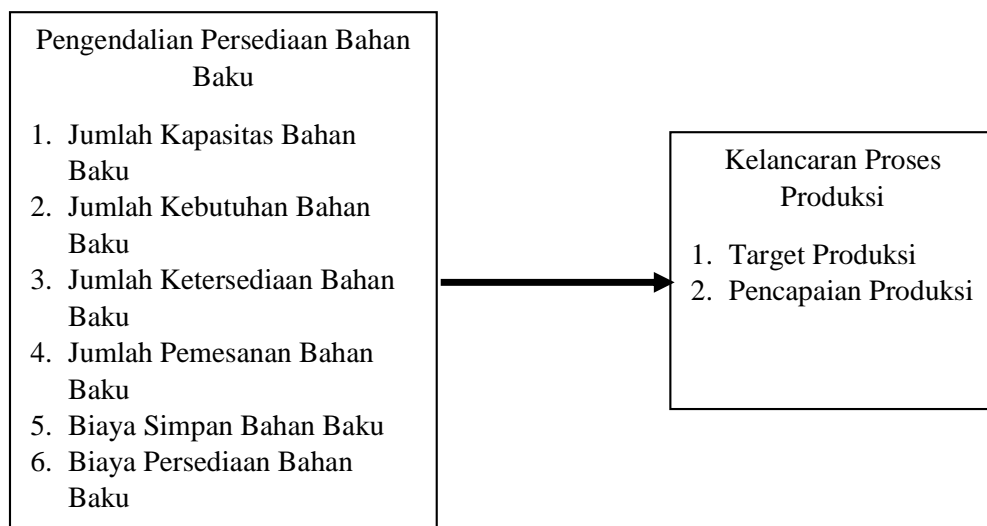 Pengendalian Persediaan Bahan
Baku
1. Jumlah Kapasitas Bahan
Baku
2. Jumlah Kebutuhan Bahan
Baku
3. Jumlah Ketersediaan Bahan
Baku
4. Jumlah Pemesanan Bahan
Baku
5. Biaya Simpan Bahan Baku
6. Biaya Persediaan Bahan
Baku
Kelancaran Proses
Produksi
1. Target Produksi
2. Pencapaian Produksi